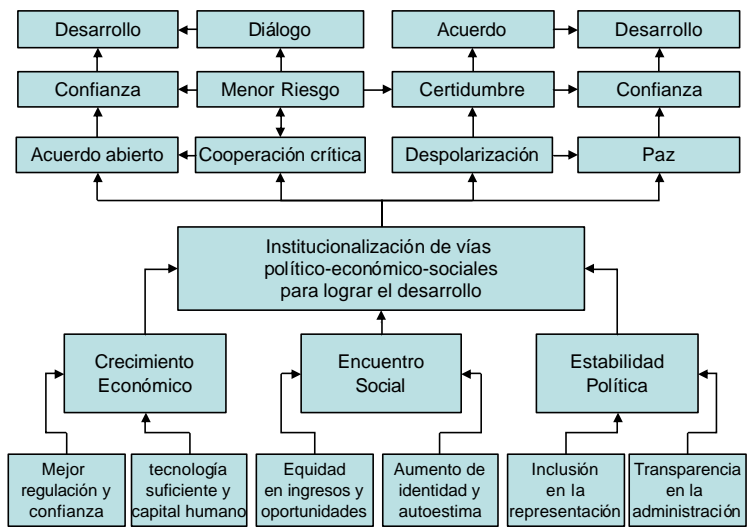 Desarrollo
Diálogo
Acuerdo
Desarrollo
Confianza
Menor Riesgo
Certidumbre
Confianza
Acuerdo abierto
Cooperación crítica
Despolarización
Paz
Institucionalización de vías
político-económico-sociales
para lograr el desarrollo
Crecimiento
Económico
Encuentro
Social
Estabilidad
Política
Mejor
regulación y
confianza
tecnología
suficiente y
capital humano
Equidad
en ingresos y
oportunidades
Aumento de
identidad y
autoestima
Inclusión
en la
representación
Transparencia
en la
administración